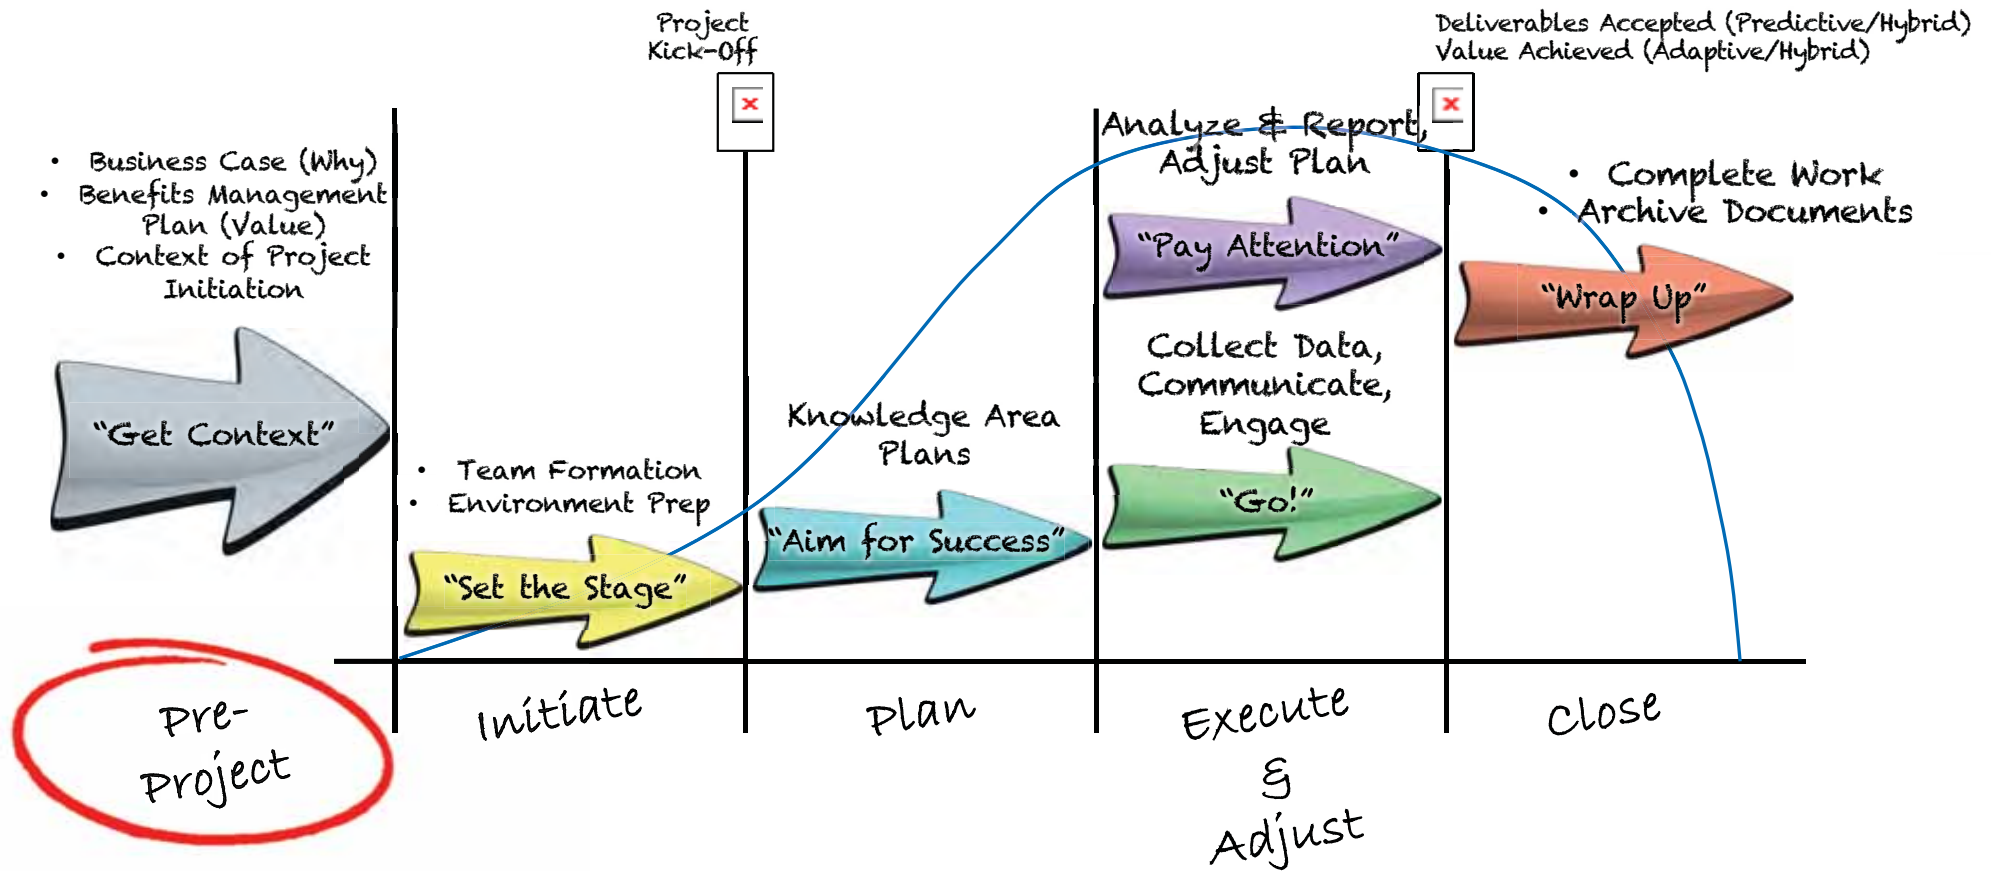 Project
Kick-Off
Deliverables Accepted (Predictive/Hybrid)
Value Achieved (Adaptive/Hybrid)
• Business Case (Why)
• Benefits Management
Plan (Value)
• Context of Project
Initiation
"Get Context"
• Team Formation
• Environment Prep
"Set the Stage"
Knowledge Area
Plans
"Aim for Success"
Analyze & Report,
Adjust Plan
"Pay Attention"
Collect Data,
Communicate,
Engage
"Go!"
• Complete Work
• Archive Documents
"Wrap Up"
Pre-
Project
Initiate
Plan
Execute
&
Adjust
Close